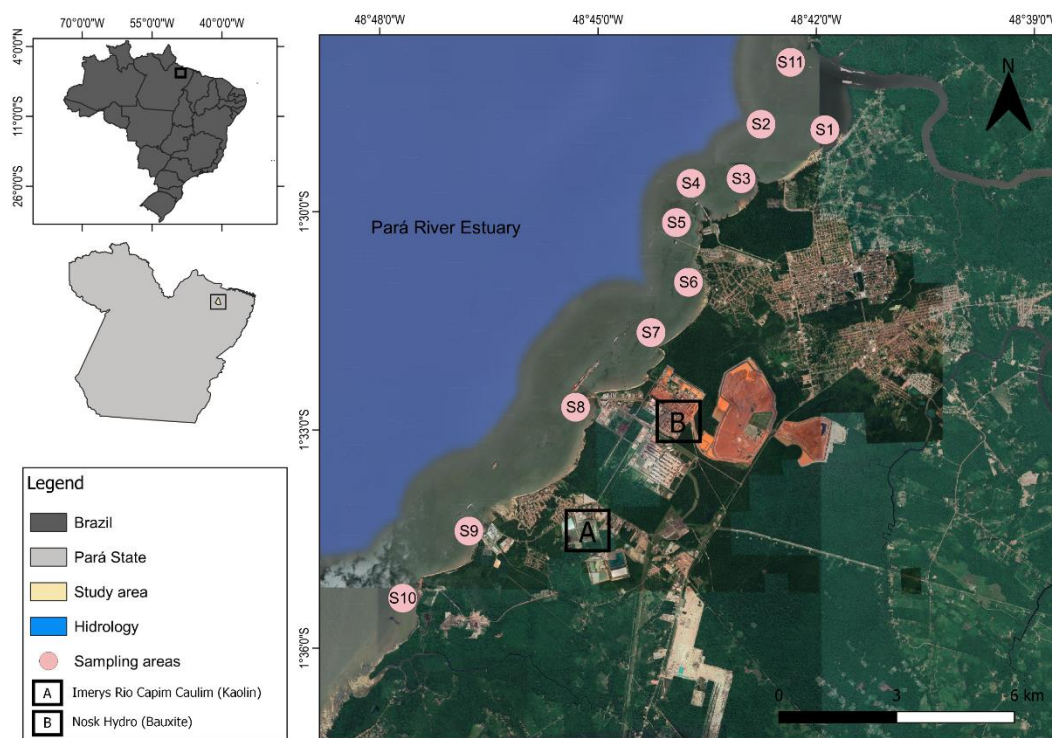 70°0'0"W 55°0'0"W 40°0'0"W
4°0'0"N
11°0'0"S
26°0'0"S
48°48'0"W 48°45'0"W 48°42'0"W 48°39'0"W
1°30'0"S
1°33'0"S
1°36'0"S
N
S11
S2
S1
S4
S3
S5
Pará River Estuary
S6
S7
S8
B
S9
A
S10
0 3 6 km
Legend
Brazil
Pará State
Study area
Hidrology
Sampling areas
A Imerys Rio Capim Caulim (Kaolin)
B Nosk Hydro (Bauxite)